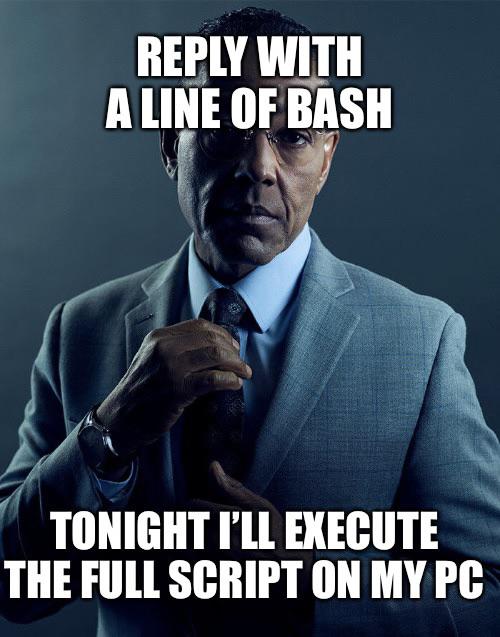 REPLY WITH
A LINE OF BASH
TONIGHT I'LL EXECUTE
THE FULL SCRIPT ON MY PC